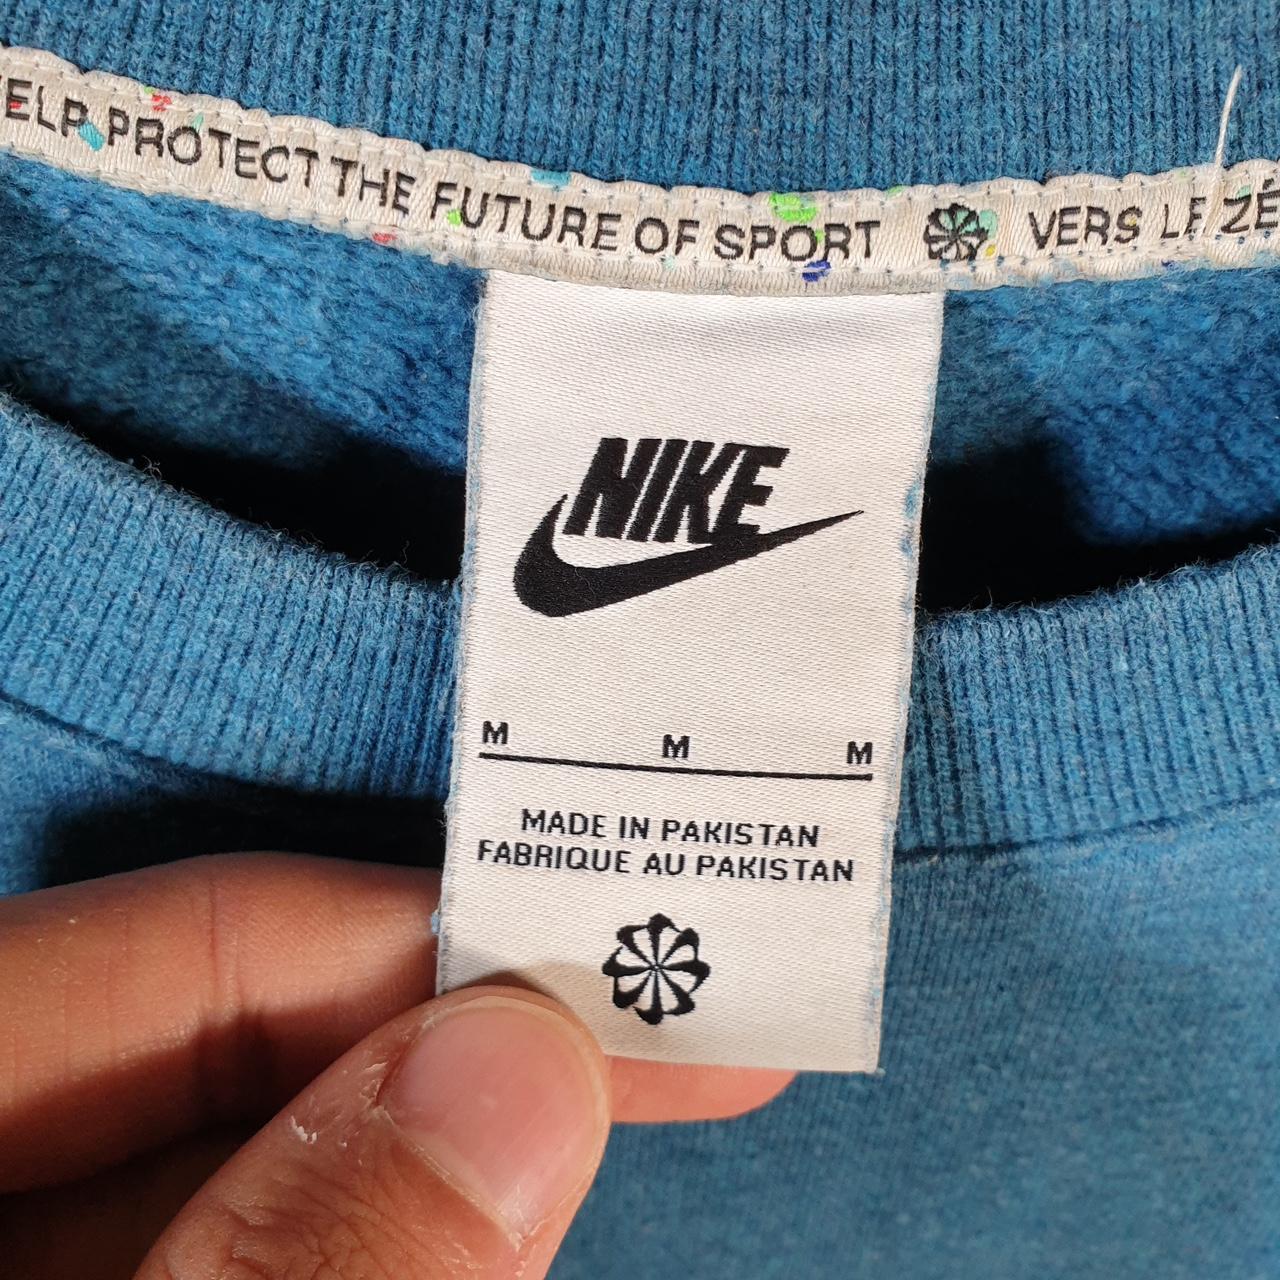 ELP PROTECT THE FUTURE OF SPORT VERS LE ZÉ
NIKE
M M M
MADE IN PAKISTAN
FABRIQUE AU PAKISTAN